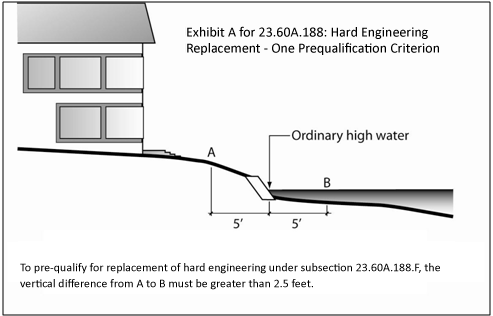 Exhibit A for 23.60A.188: Hard Engineering
Replacement - One Prequalification Criterion
Ordinary high water
A
B
5’
5’
To pre-qualify for replacement of hard engineering under subsection 23.60A.188.F, the
vertical difference from A to B must be greater than 2.5 feet.